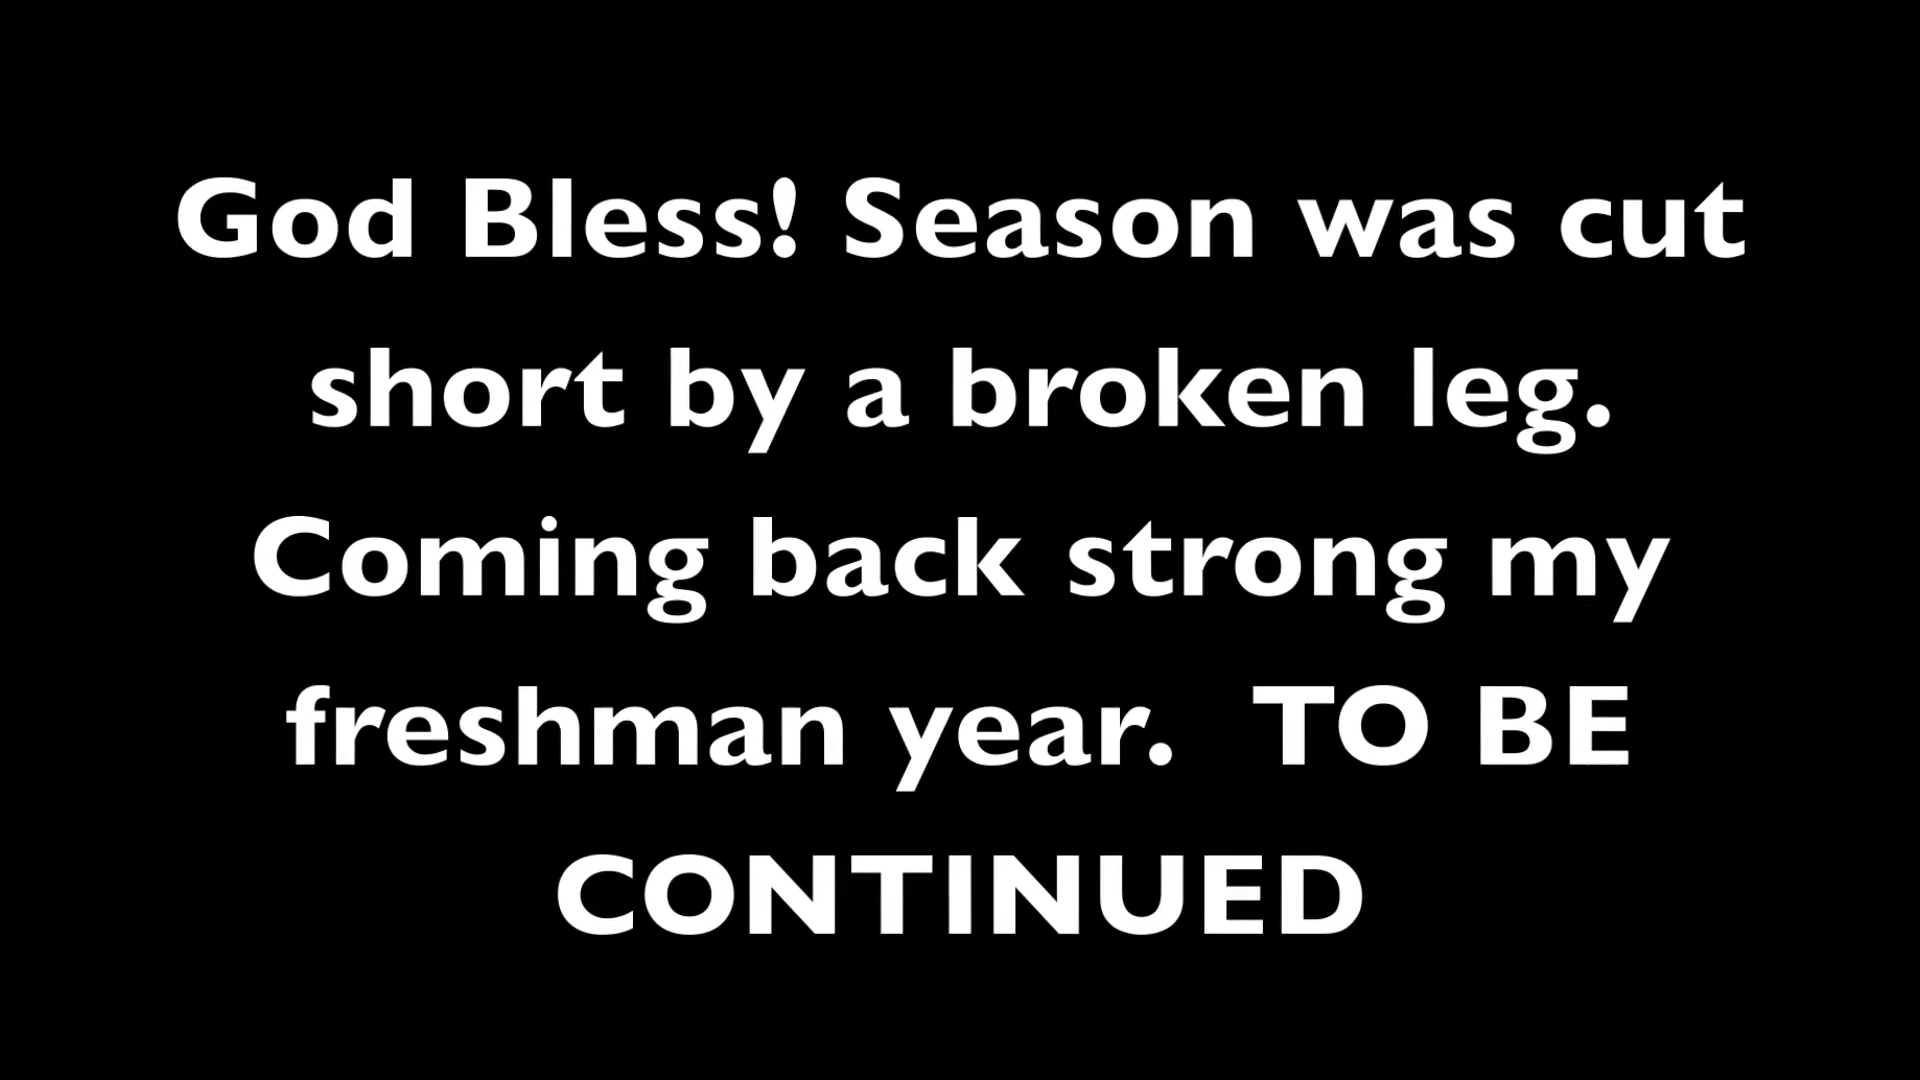 God Bless! Season was cut
short by a broken leg.
Coming back strong my
freshman year.  TO BE
CONTINUED